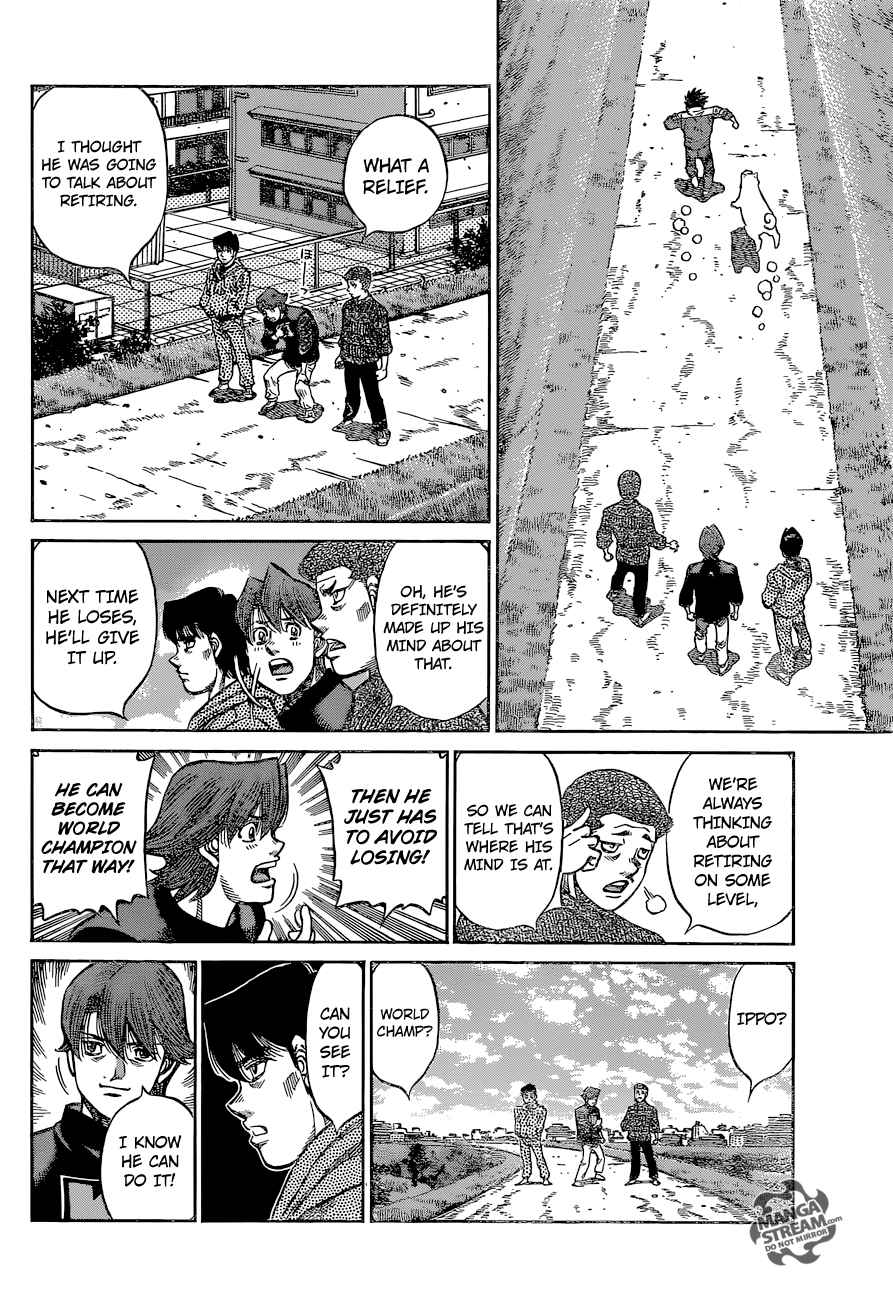 WHAT A
RELIEF.
I THOUGHT
HE WAS GOING
TO TALK ABOUT
RETIRING.
OH, HE'S
DEFINITELY
MADE UP HIS
MIND ABOUT
THAT.
NEXT TIME
HE LOSES,
HE'LL GIVE
IT UP.
WE'RE
ALWAYS
THINKING
ABOUT
RETIRING
ON SOME
LEVEL,
SO WE CAN
TELL THAT'S
WHERE HIS
MIND IS AT.
THEN HE
JUST HAS
TO AVOID
LOSING!
HE CAN
BECOME
WORLD
CHAMPION
THAT WAY!
IPPO?
WORLD
CHAMP?
CAN
YOU
SEE
IT?
I KNOW
HE CAN
DO IT!
MANGA
STREAM.com
DO NOT MIRROR!